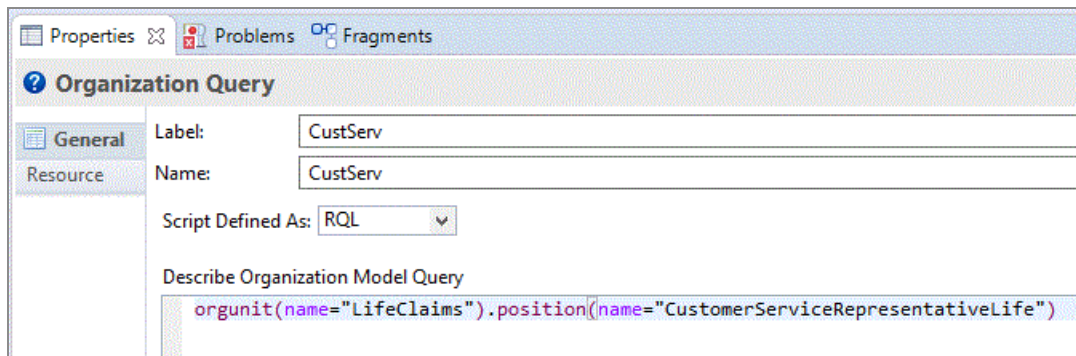 Properties Problems Fragments
? Organization Query
General Label: CustServ
Resource Name: CustServ
Script Defined As: RQL
Describe Organization Model Query
orgunit(name="LifeClaims").position(name="CustomerServiceRepresentativeLife")